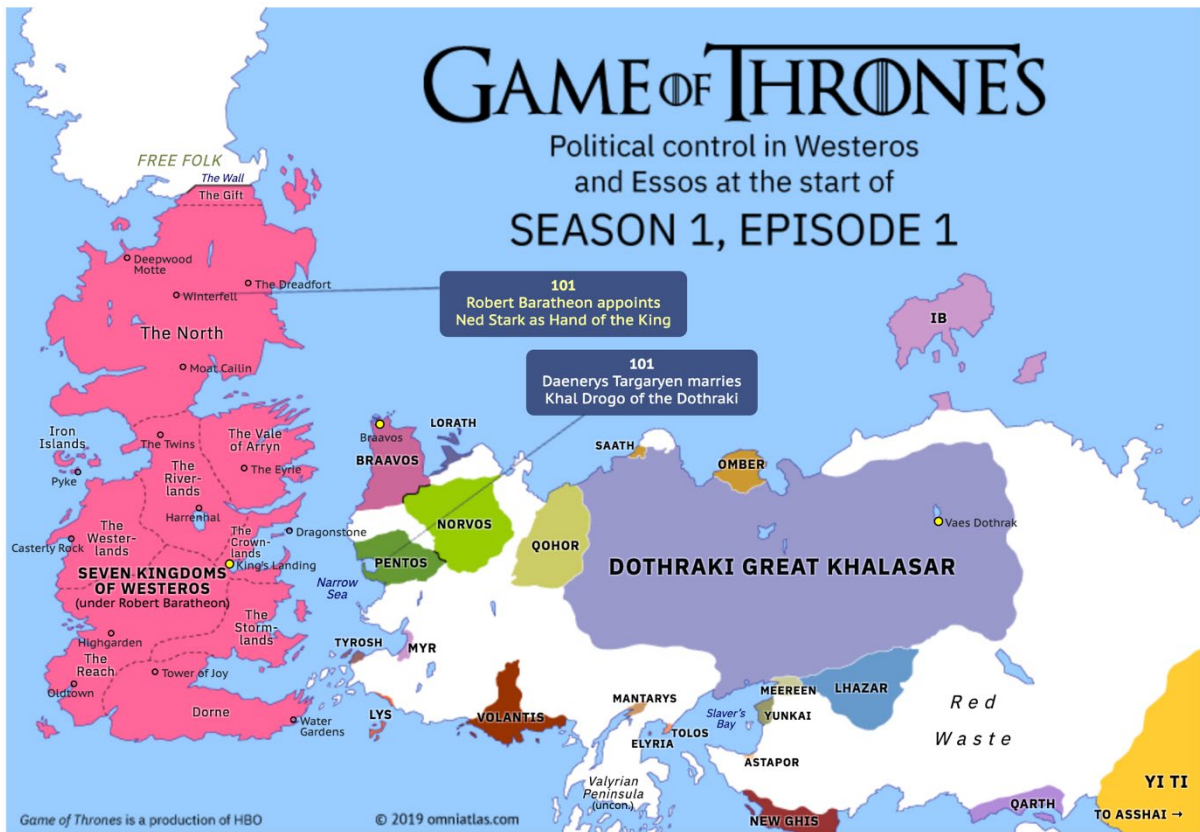 GAME OF THRONES
Political control in Westeros
and Essos at the start of
SEASON 1, EPISODE 1
FREE FOLK
The Wall
The Gift
Deepwood
Motte
The Dreadfort
Winterfell
The North
Moat Cailin
101
Robert Baratheon appoints
Ned Stark as Hand of the King
101
Daenerys Targaryen marries
Khal Drogo of the Dothraki
IB
Iron
Islands
Pyke
The Twins
The Vale
of Arryn
The Eyrie
The
River-
lands
Harrenhal
The
Wester-
lands
Casterly Rock
The
Crown-
lands
Dragonstone
King's Landing
SEVEN KINGDOMS
OF WESTEROS
(under Robert Baratheon)
The
Storm-
lands
Highgarden
The
Reach
Oldtown
Tower of Joy
Dorne
Water
Gardens
Narrow
Sea
Braavos
BRAAVOS
LORATH
NORVOS
PENTOS
QOHOR
SAATH
OMBER
Vaes Dothrak
DOTHRAKI GREAT KHALASAR
TYROSH
MYR
LYS
VOLANTIS
MANTARYS
ELYRIA
TOLOS
Slaver's
Bay
MEEREEN
YUNKAI
LHAZAR
ASTAPOR
Red
Waste
Valyrian
Peninsula
(uncon.)
NEW GHIS
QARTH
YI TI
TO ASSHAI →
Game of Thrones is a production of HBO
© 2019 omniatlas.com